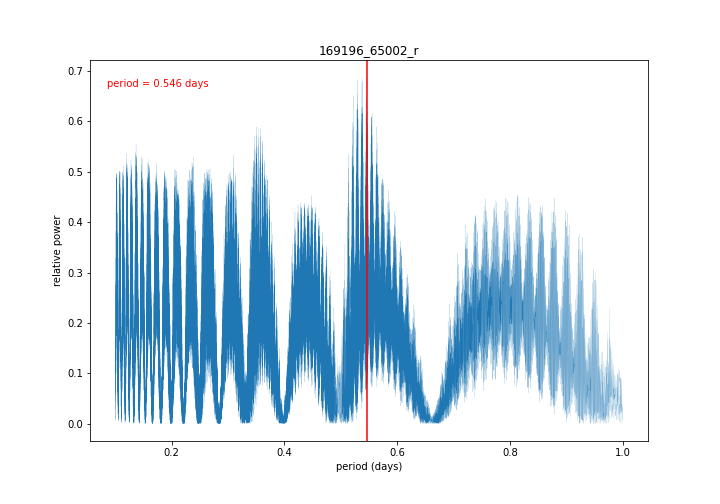 169196_65002_r
period = 0.546 days
relative power
0.7
0.6
0.5
0.4
0.3
0.2
0.1
0.0
0.2 0.4 0.6 0.8 1.0
period (days)